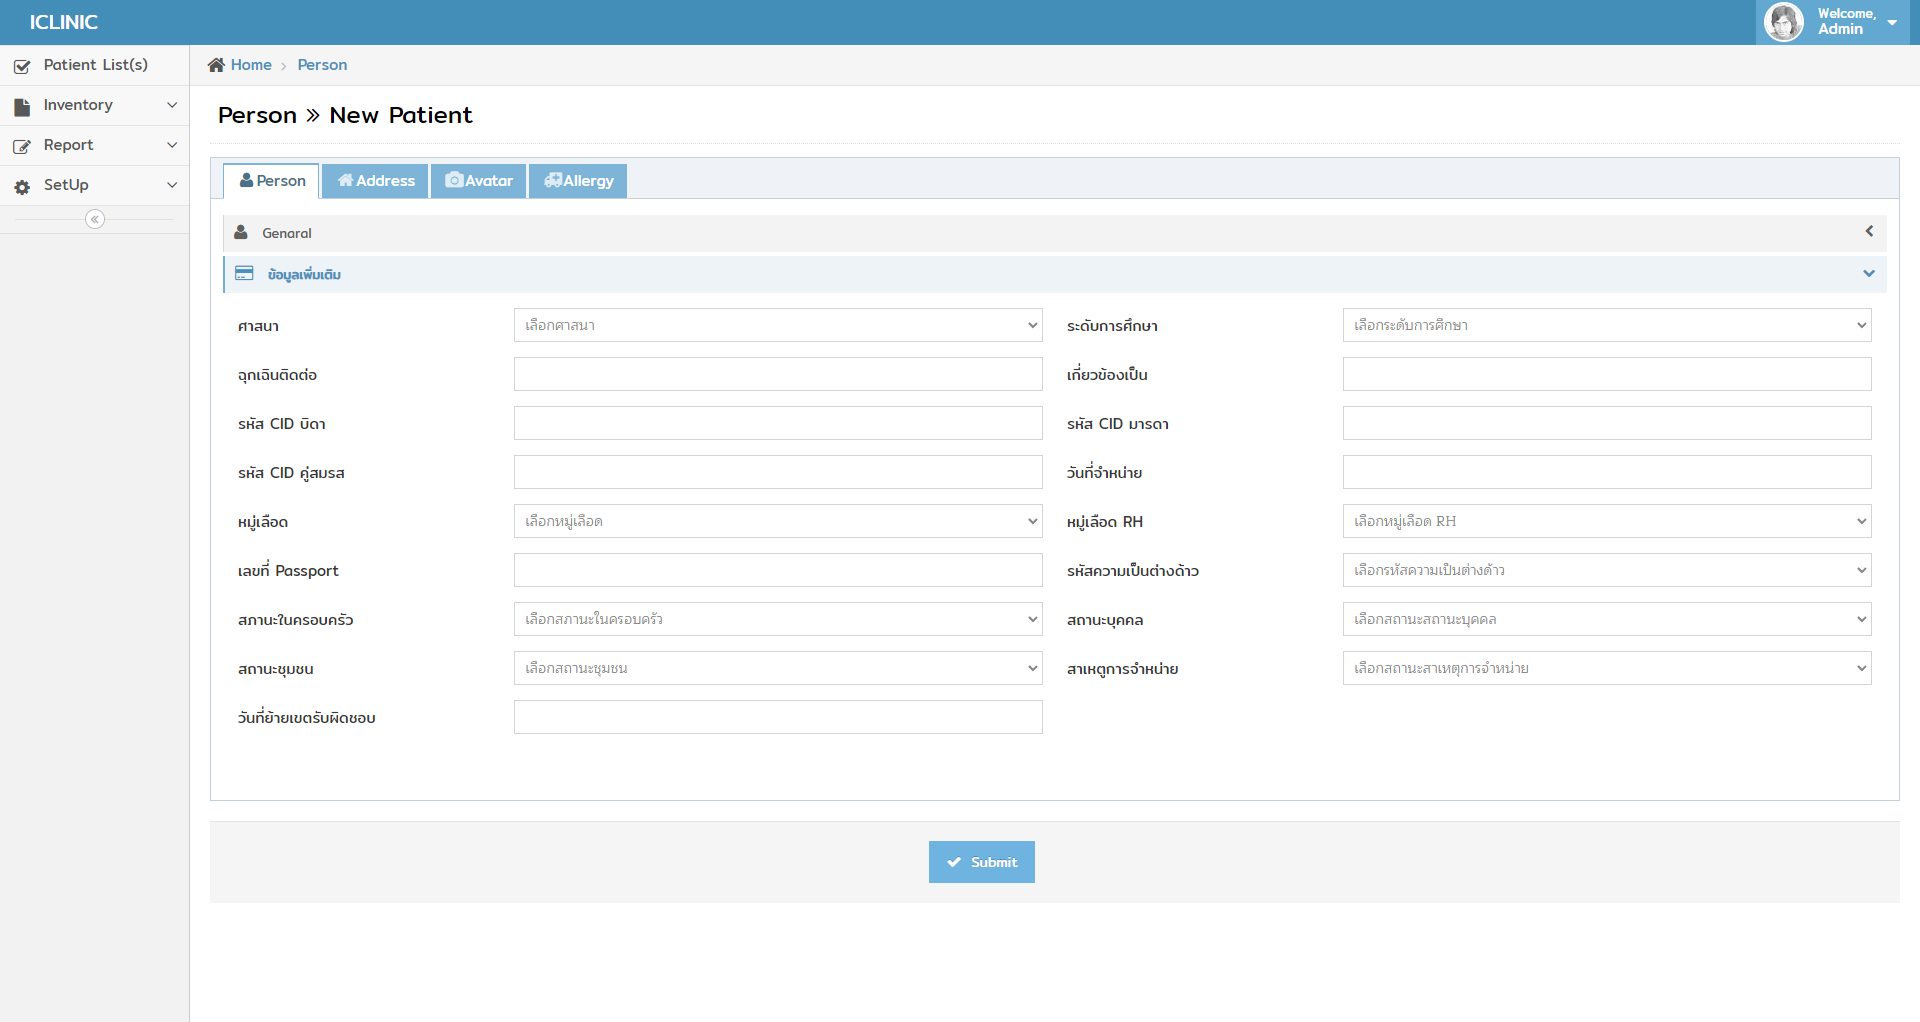 ICLINIC
Welcome,
Admin
Patient List(s)
Inventory
Report
SetUp
Home
Person
Person » New Patient
Person
Address
Avatar
Allergy
Genaral
ข้อมูลเพิ่มเติม
ศาสนา
เลือกศาสนา
ระดับการศึกษา
เลือกระดับการศึกษา
ฉุกเฉินติดต่อ
เกี่ยวข้องเป็น
รหัส CID บิดา
รหัส CID มารดา
รหัส CID คู่สมรส
วันที่จำหน่าย
หมู่เลือด
เลือกหมู่เลือด
หมู่เลือด RH
เลือกหมู่เลือด RH
เลขที่ Passport
รหัสความเป็นต่างด้าว
เลือกรหัสความเป็นต่างด้าว
สภานะในครอบครัว
เลือกสภานะในครอบครัว
สถานะบุคคล
เลือกสถานะสถานะบุคคล
สถานะชุมชน
เลือกสถานะชุมชน
สาเหตูการจำหน่าย
เลือกสถานะสาเหตุการจำหน่าย
วันที่ย้ายเขตรับผิดชอบ
Submit